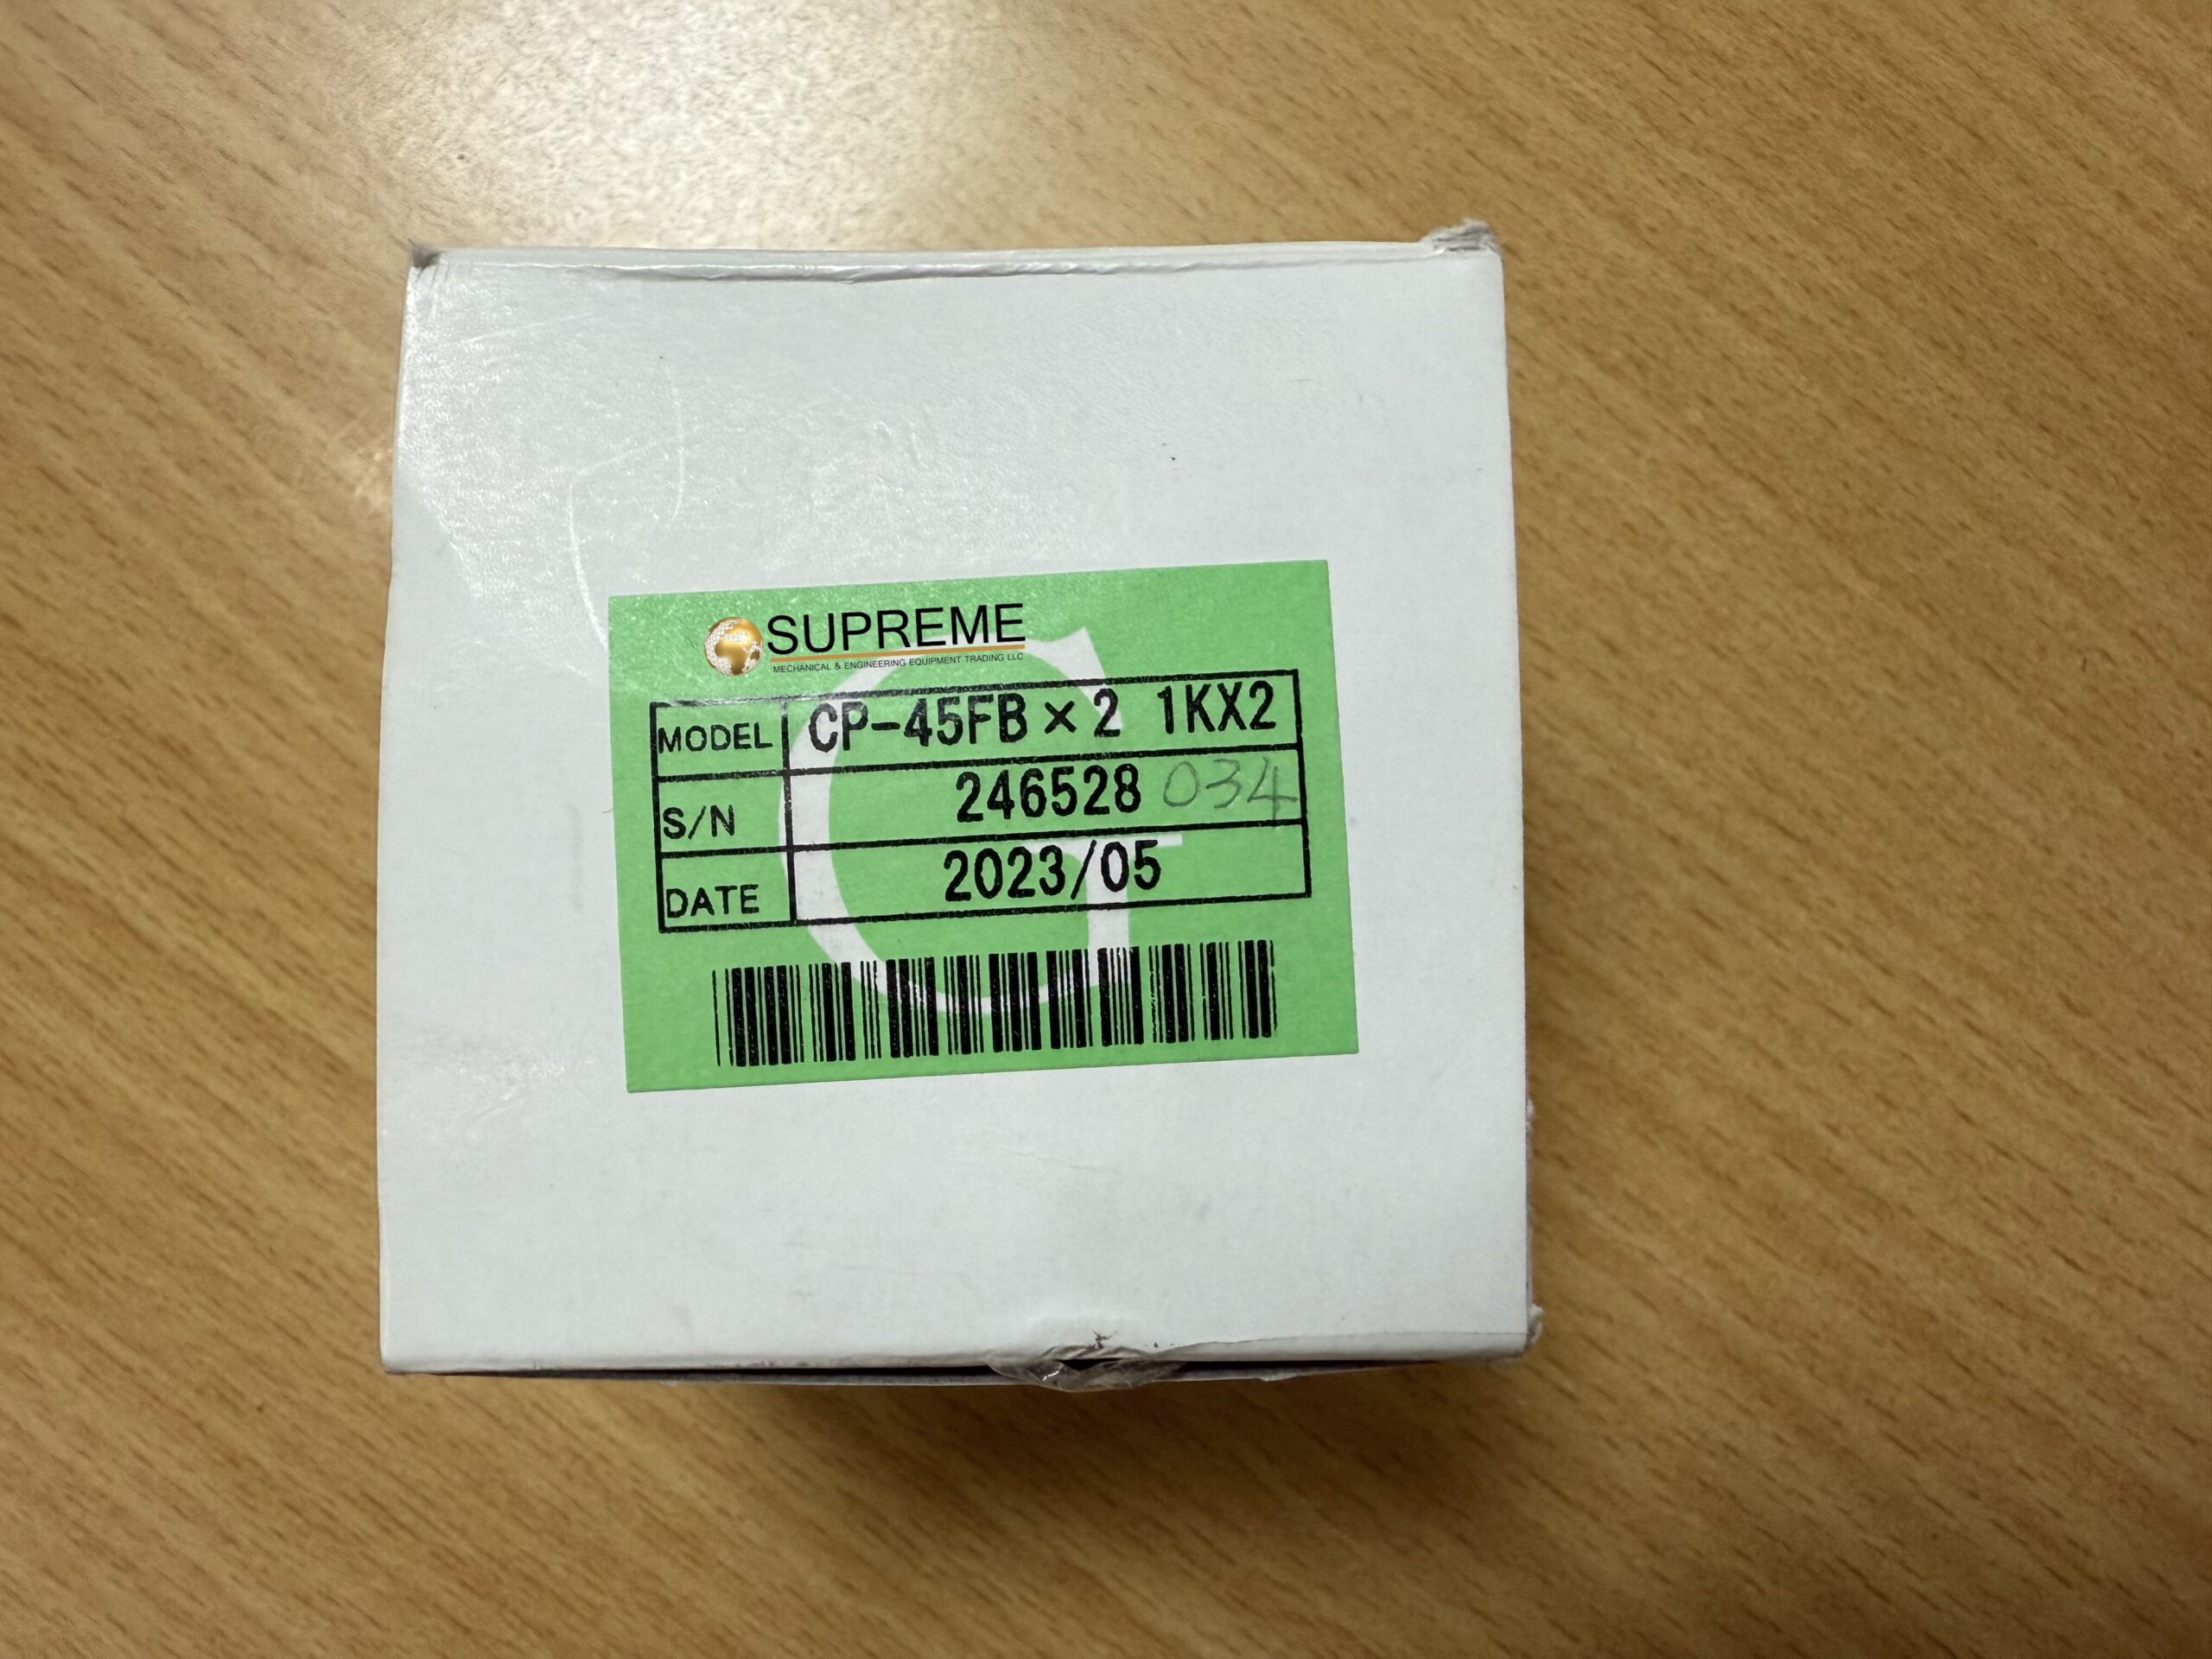 SUPREME
MECHANICAL & ENGINEERING EQUIPMENT TRADING LLC
MODEL CP-45FB×2 1KX2
S/N 246528 034
DATE 2023/05
G